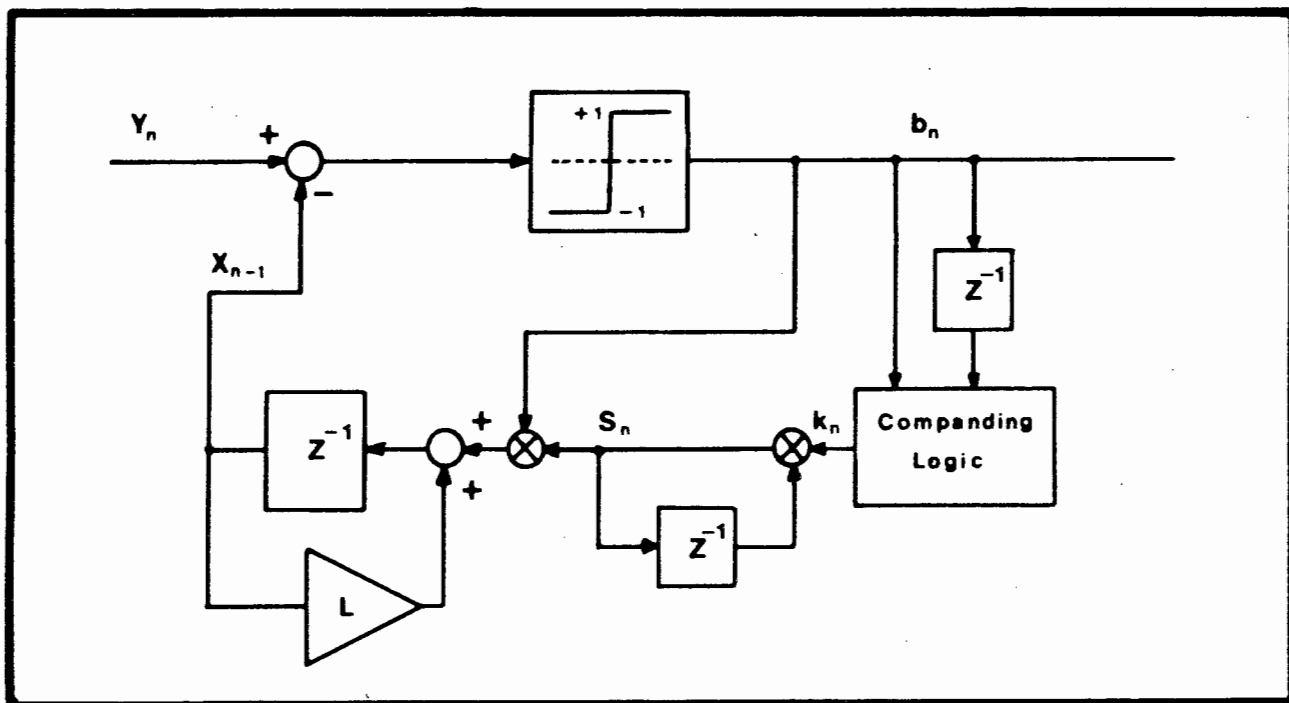 Yₙ
+
−
+1
−1
bₙ
Xₙ₋₁
Z⁻¹
Z⁻¹
+
+
Sₙ
kₙ
Companding
Logic
Z⁻¹
L